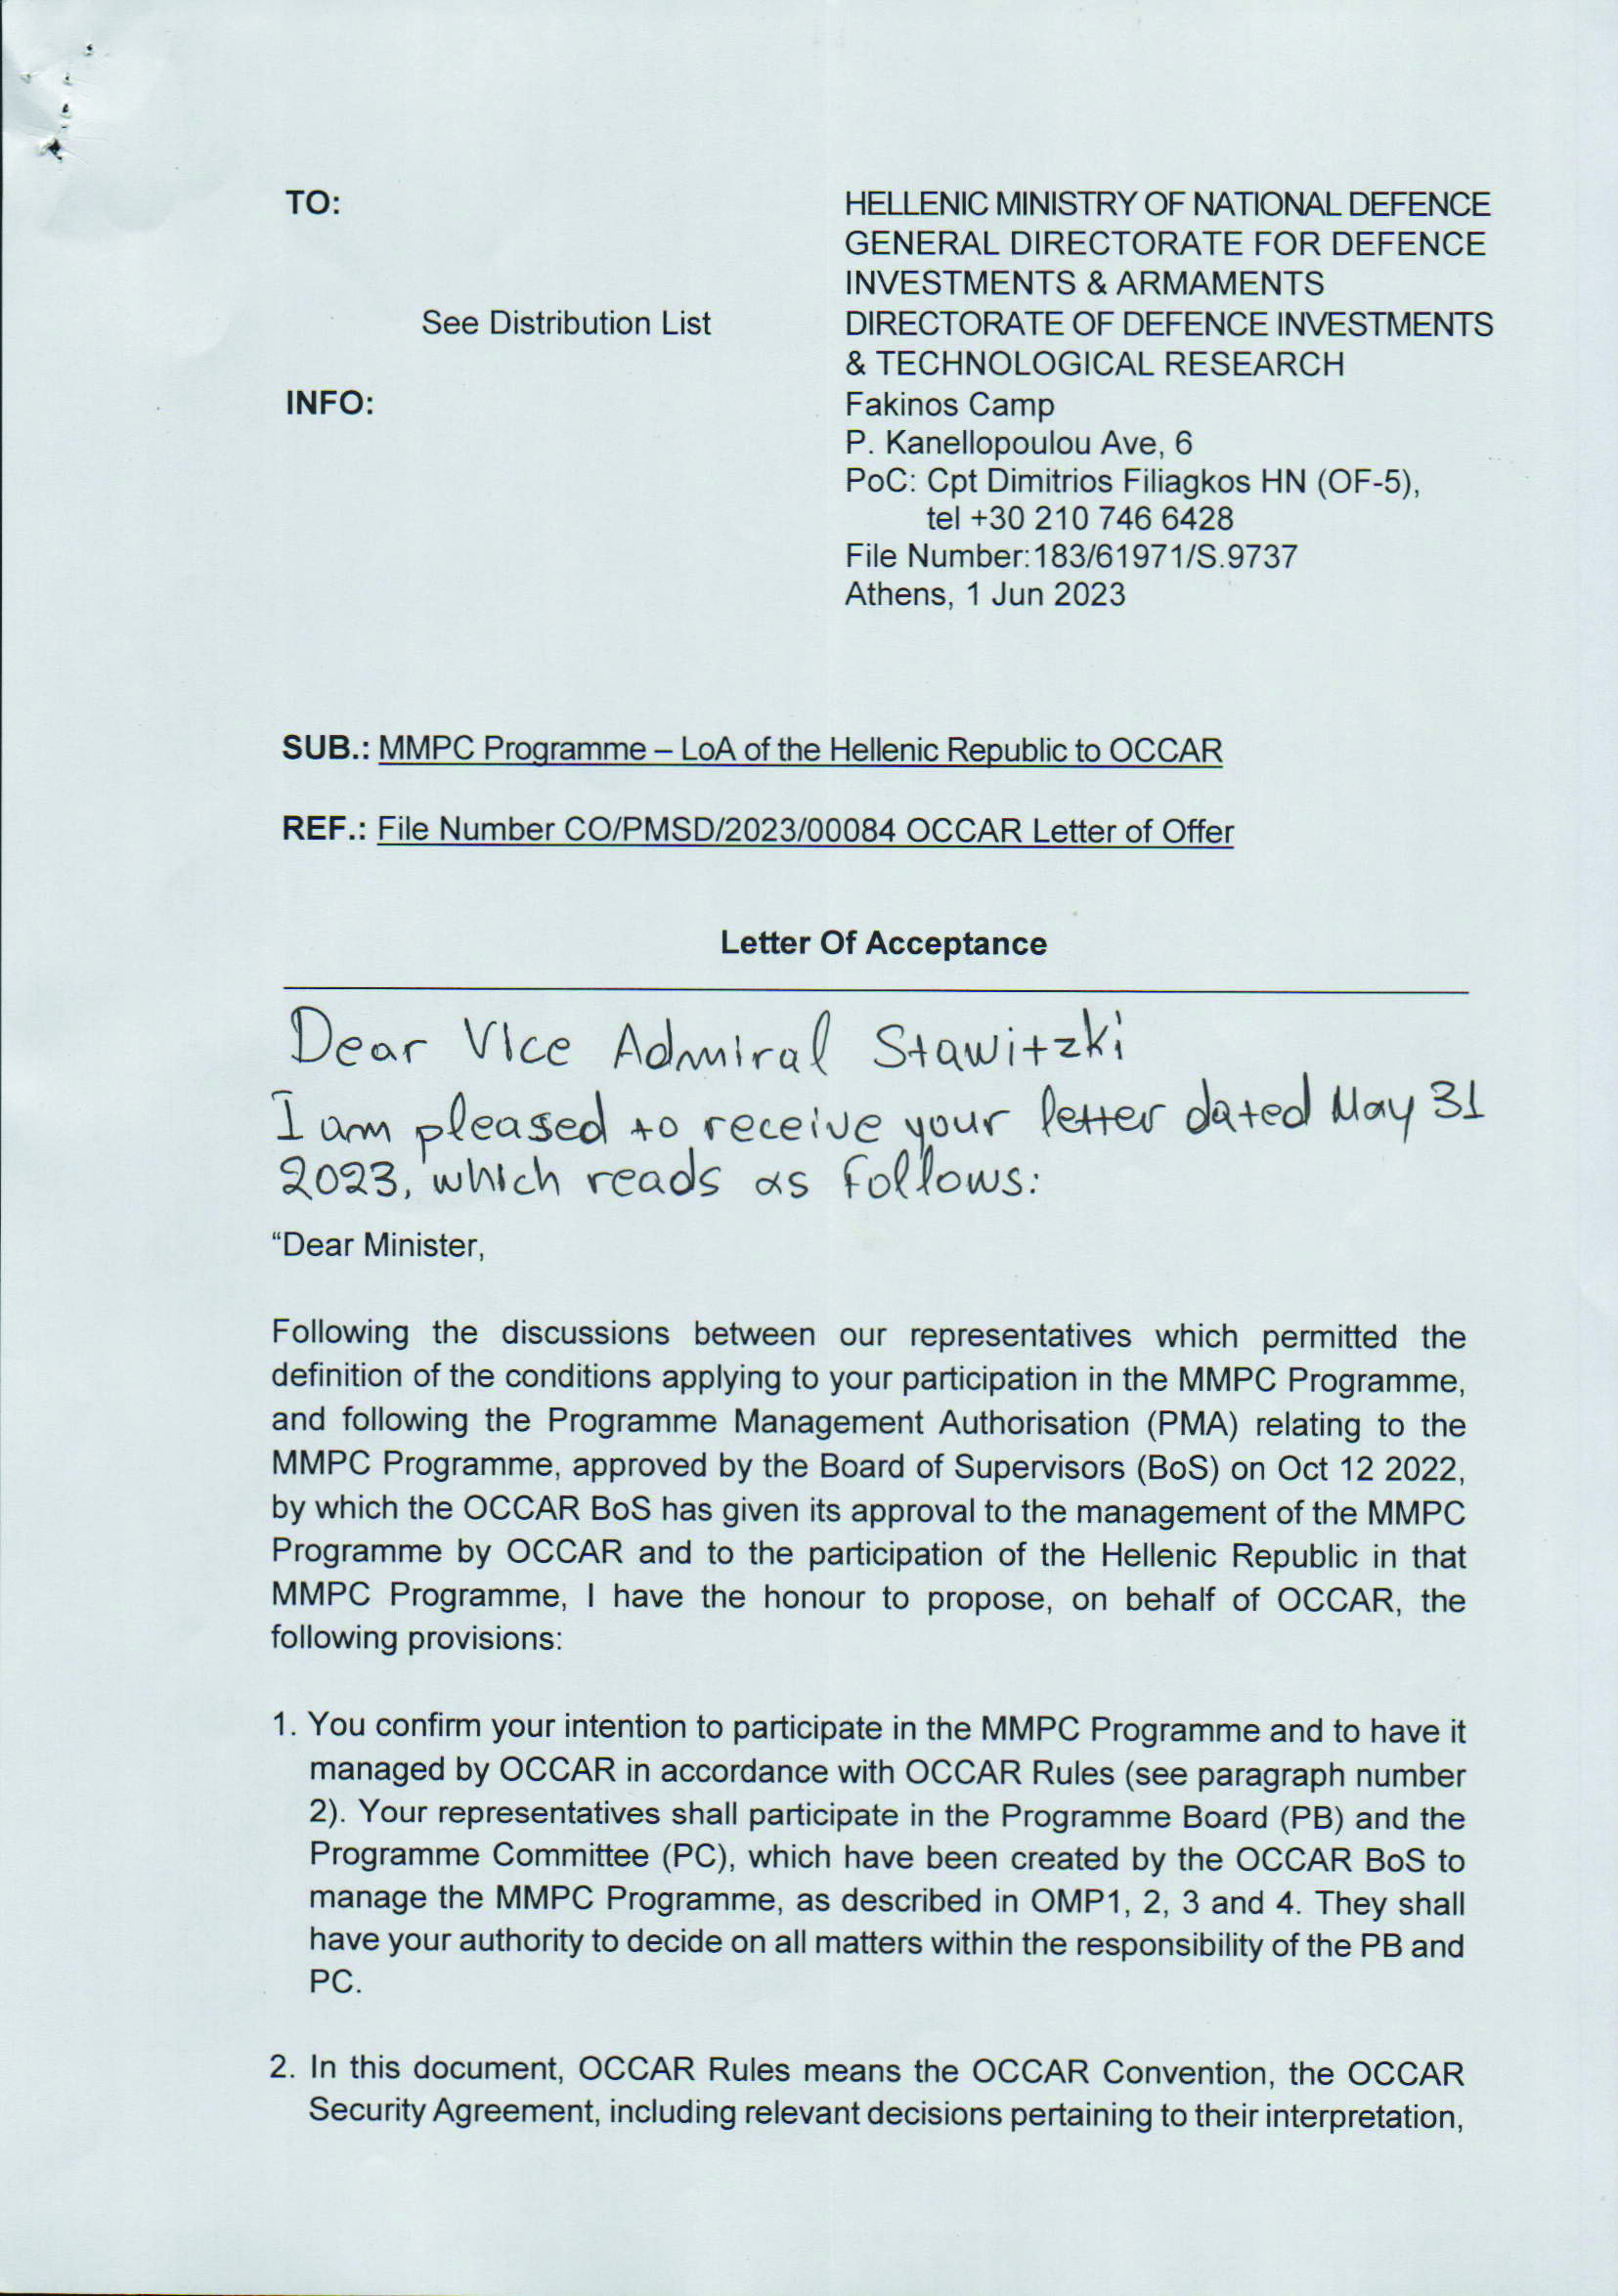 TO:
HELLENIC MINISTRY OF NATIONAL DEFENCE
GENERAL DIRECTORATE FOR DEFENCE
INVESTMENTS & ARMAMENTS
See Distribution List
DIRECTORATE OF DEFENCE INVESTMENTS
& TECHNOLOGICAL RESEARCH
INFO:
Fakinos Camp
P. Kanellopoulou Ave, 6
PoC: Cpt Dimitrios Filiagkos HN (OF-5),
tel +30 210 746 6428
File Number:183/61971/S.9737
Athens, 1 Jun 2023
SUB.: MMPC Programme – LoA of the Hellenic Republic to OCCAR
REF.: File Number CO/PMSD/2023/00084 OCCAR Letter of Offer
Letter Of Acceptance
Dear Vice Admiral Stawitzki
I am pleased to receive your letter dated May 31
2023, which reads as follows:
“Dear Minister,
Following the discussions between our representatives which permitted the
definition of the conditions applying to your participation in the MMPC Programme,
and following the Programme Management Authorisation (PMA) relating to the
MMPC Programme, approved by the Board of Supervisors (BoS) on Oct 12 2022,
by which the OCCAR BoS has given its approval to the management of the MMPC
Programme by OCCAR and to the participation of the Hellenic Republic in that
MMPC Programme, I have the honour to propose, on behalf of OCCAR, the
following provisions:
1. You confirm your intention to participate in the MMPC Programme and to have it
managed by OCCAR in accordance with OCCAR Rules (see paragraph number
2). Your representatives shall participate in the Programme Board (PB) and the
Programme Committee (PC), which have been created by the OCCAR BoS to
manage the MMPC Programme, as described in OMP1, 2, 3 and 4. They shall
have your authority to decide on all matters within the responsibility of the PB and
PC.
2. In this document, OCCAR Rules means the OCCAR Convention, the OCCAR
Security Agreement, including relevant decisions pertaining to their interpretation,